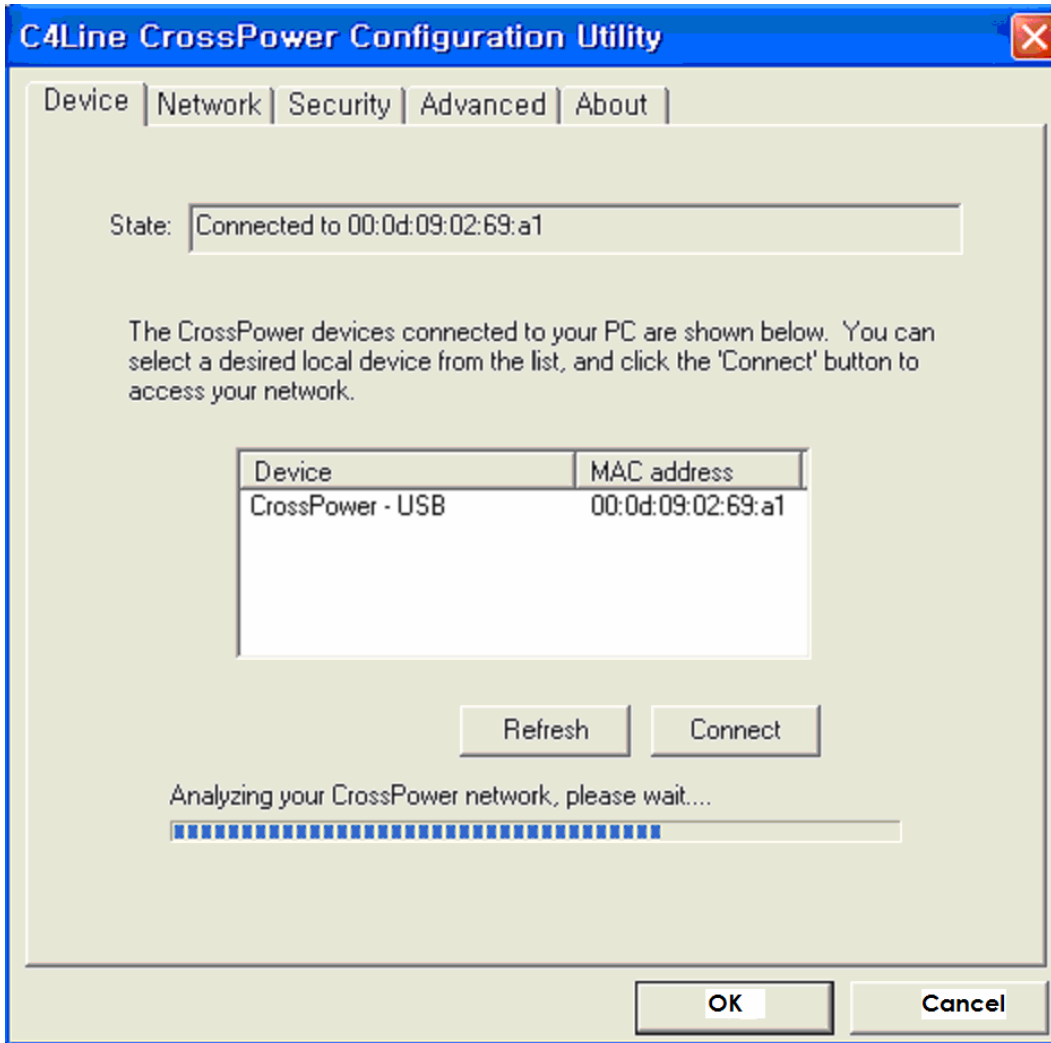 C4Line CrossPower Configuration Utility
Device Network Security Advanced About
State: Connected to 00:0d:09:02:69:a1
The CrossPower devices connected to your PC are shown below. You can
select a desired local device from the list, and click the 'Connect' button to
access your network.
Device MAC address
CrossPower - USB 00:0d:09:02:69:a1
Refresh Connect
Analyzing your CrossPower network, please wait....
OK Cancel